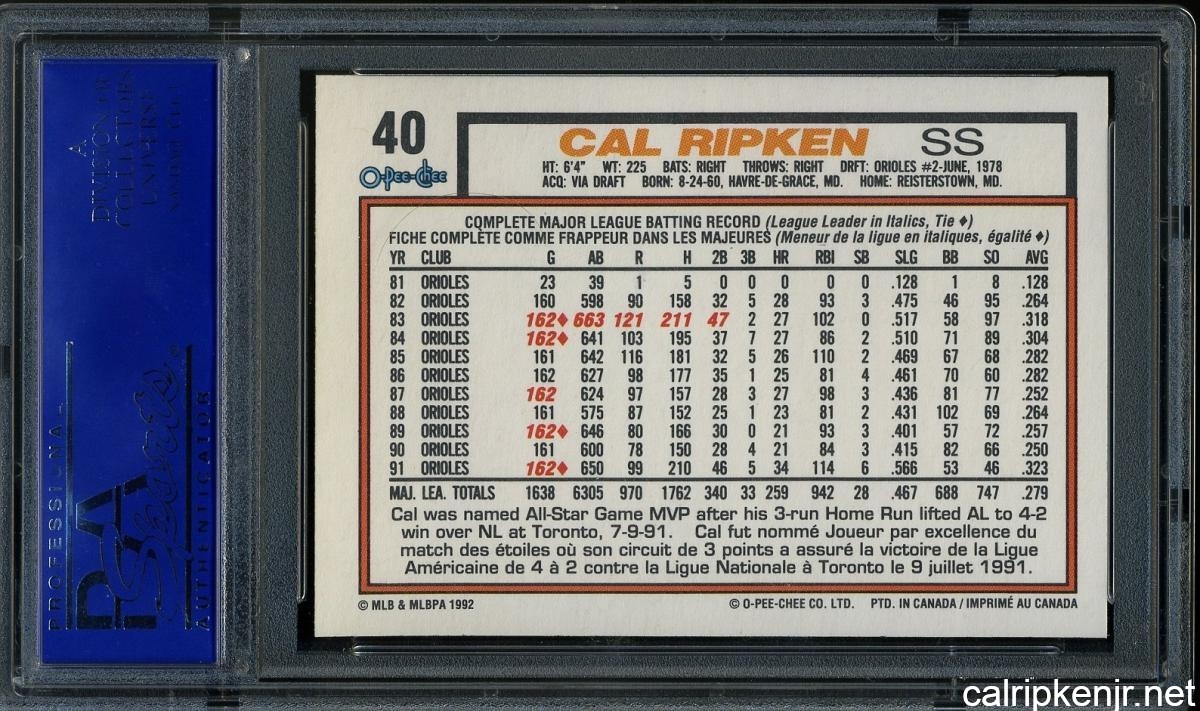 40
O-Pee-Chee
CAL RIPKEN SS
HT: 6'4" WT: 225 BATS: RIGHT THROWS: RIGHT DRFT: ORIOLES #2-JUNE, 1978
ACQ: VIA DRAFT BORN: 8-24-60, HAVRE-DE-GRACE, MD. HOME: REISTERSTOWN, MD.
COMPLETE MAJOR LEAGUE BATTING RECORD (League Leader in Italics, Tie ♦)
FICHE COMPLÈTE COMME FRAPPEUR DANS LES MAJEURES (Meneur de la ligue en italiques, égalité ♦)
YR CLUB G AB R H 2B 3B HR RBI SB SLG BB SO AVG
81 ORIOLES 23 39 1 5 0 0 0 0 0 .128 1 8 .128
82 ORIOLES 160 598 90 158 32 5 28 93 3 .475 46 95 .264
83 ORIOLES 162♦ 663 121 211 47 2 27 102 0 .517 58 97 .318
84 ORIOLES 162♦ 641 103 195 37 7 27 86 2 .510 71 89 .304
85 ORIOLES 161 642 116 181 32 5 26 110 2 .469 67 68 .282
86 ORIOLES 162 627 98 177 35 1 25 81 4 .461 70 60 .282
87 ORIOLES 162 624 97 157 28 3 27 98 3 .436 81 77 .252
88 ORIOLES 161 575 87 152 25 1 23 81 2 .431 102 69 .264
89 ORIOLES 162♦ 646 80 166 30 0 21 93 3 .401 57 72 .257
90 ORIOLES 161 600 78 150 28 4 21 84 3 .415 82 66 .250
91 ORIOLES 162♦ 650 99 210 46 5 34 114 6 .566 53 46 .323
MAJ. LEA. TOTALS 1638 6305 970 1762 340 33 259 942 28 .467 688 747 .279
Cal was named All-Star Game MVP after his 3-run Home Run lifted AL to 4-2
win over NL at Toronto, 7-9-91. Cal fut nommé Joueur par excellence du
match des étoiles où son circuit de 3 points a assuré la victoire de la Ligue
Américaine de 4 à 2 contre la Ligue Nationale à Toronto le 9 juillet 1991.
© MLB & MLBPA 1992 © O-PEE-CHEE CO. LTD. PTD. IN CANADA / IMPRIMÉ AU CANADA
A
DIVISION OF
COLLECTORS
UNIVERSE
PROFESSIONAL
PSA
Sports
AUTHENTICATOR
calripkenjr.net